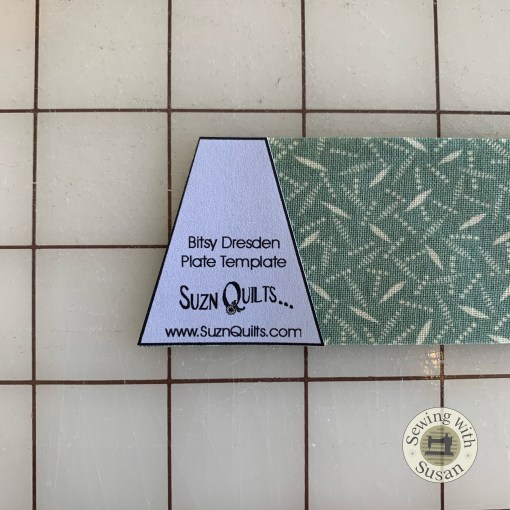 Bitsy Dresden
Plate Template
SUZN QUILTS...
www.SuznQuilts.com
Sewing With
Susan